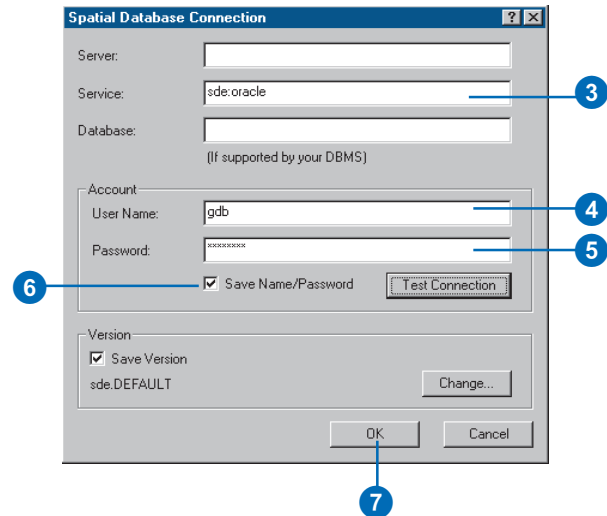 Spatial Database Connection ? X
Server:
Service: sde:oracle 3
Database:
(If supported by your DBMS)
Account
User Name: gdb 4
Password: xxxxxxxx 5
6 Save Name/Password Test Connection
Version
Save Version
sde.DEFAULT Change...
OK Cancel
7